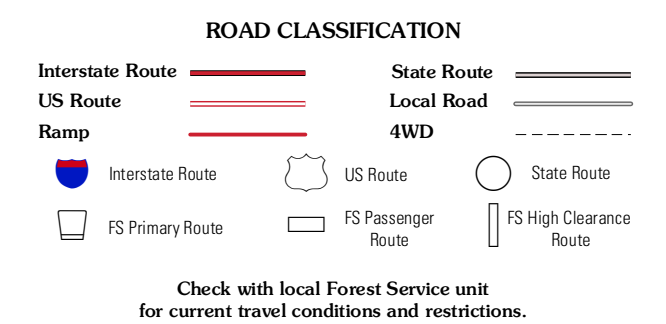 ROAD CLASSIFICATION
Interstate Route
State Route
US Route
Local Road
Ramp
4WD
Interstate Route
US Route
State Route
FS Primary Route
FS Passenger
Route
FS High Clearance
Route
Check with local Forest Service unit
for current travel conditions and restrictions.